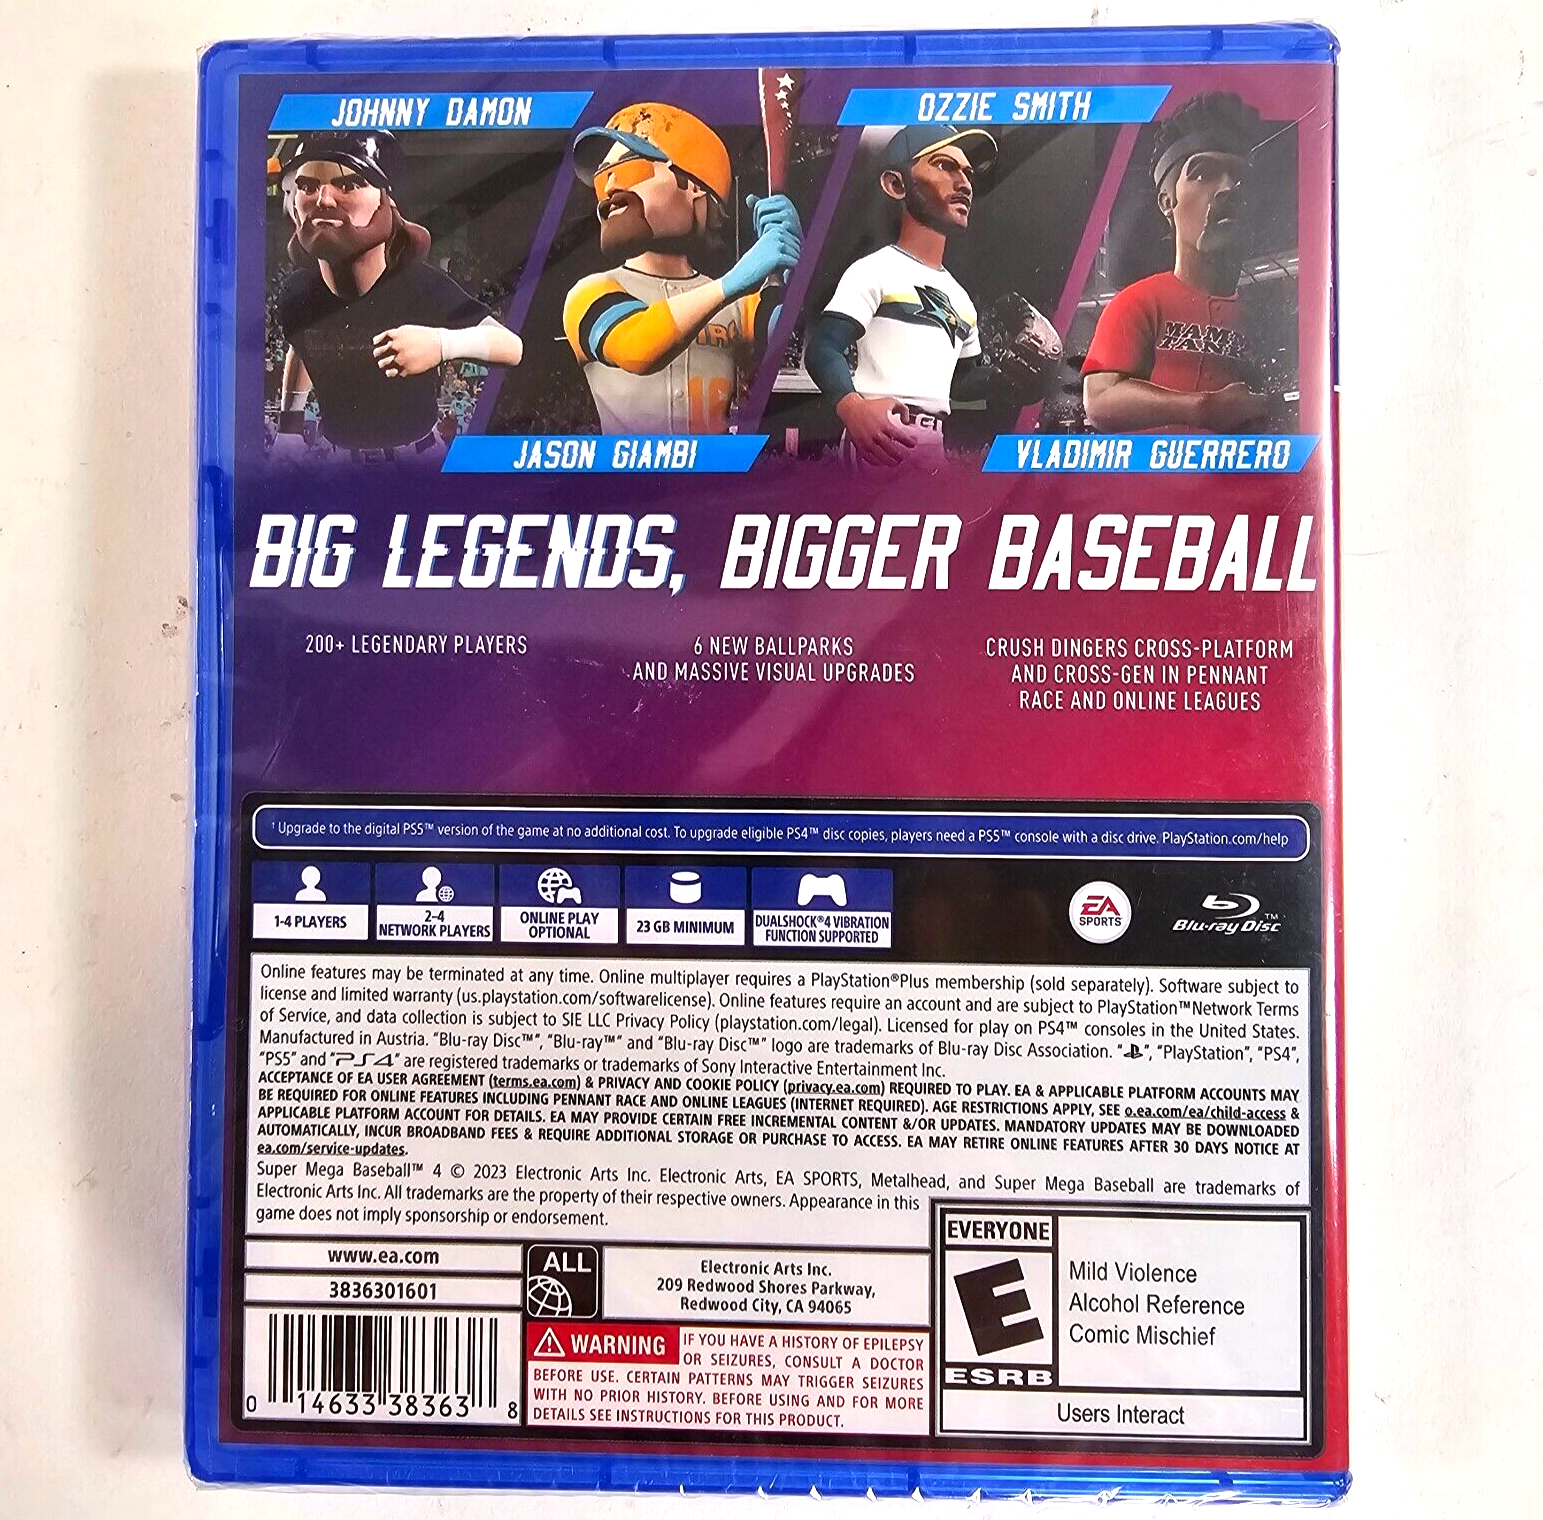 JOHNNY DAMON
OZZIE SMITH
JASON GIAMBI
VLADIMIR GUERRERO
BIG LEGENDS, BIGGER BASEBALL
200+ LEGENDARY PLAYERS
6 NEW BALLPARKS
AND MASSIVE VISUAL UPGRADES
CRUSH DINGERS CROSS-PLATFORM
AND CROSS-GEN IN PENNANT
RACE AND ONLINE LEAGUES
† Upgrade to the digital PS5™ version of the game at no additional cost. To upgrade eligible PS4™ disc copies, players need a PS5™ console with a disc drive. PlayStation.com/help
1-4 PLAYERS
2-4
NETWORK PLAYERS
ONLINE PLAY
OPTIONAL
23 GB MINIMUM
DUALSHOCK®4 VIBRATION
FUNCTION SUPPORTED
EA
SPORTS
Blu-ray Disc™
Online features may be terminated at any time. Online multiplayer requires a PlayStation®Plus membership (sold separately). Software subject to
license and limited warranty (us.playstation.com/softwarelicense). Online features require an account and are subject to PlayStation™Network Terms
of Service, and data collection is subject to SIE LLC Privacy Policy (playstation.com/legal). Licensed for play on PS4™ consoles in the United States.
Manufactured in Austria. "Blu-ray Disc™", "Blu-ray™" and "Blu-ray Disc™" logo are trademarks of Blu-ray Disc Association. "PS", "PlayStation", "PS4",
"PS5" and "PS4" are registered trademarks or trademarks of Sony Interactive Entertainment Inc.
ACCEPTANCE OF EA USER AGREEMENT (terms.ea.com) & PRIVACY AND COOKIE POLICY (privacy.ea.com) REQUIRED TO PLAY. EA & APPLICABLE PLATFORM ACCOUNTS MAY
BE REQUIRED FOR ONLINE FEATURES INCLUDING PENNANT RACE AND ONLINE LEAGUES (INTERNET REQUIRED). AGE RESTRICTIONS APPLY, SEE o.ea.com/ea/child-access &
APPLICABLE PLATFORM ACCOUNT FOR DETAILS. EA MAY PROVIDE CERTAIN FREE INCREMENTAL CONTENT &/OR UPDATES. MANDATORY UPDATES MAY BE DOWNLOADED
AUTOMATICALLY, INCUR BROADBAND FEES & REQUIRE ADDITIONAL STORAGE OR PURCHASE TO ACCESS. EA MAY RETIRE ONLINE FEATURES AFTER 30 DAYS NOTICE AT
ea.com/service-updates.
Super Mega Baseball™ 4 © 2023 Electronic Arts Inc. Electronic Arts, EA SPORTS, Metalhead, and Super Mega Baseball are trademarks of
Electronic Arts Inc. All trademarks are the property of their respective owners. Appearance in this
game does not imply sponsorship or endorsement.
www.ea.com
3836301601
0 14633 38363 8
ALL
Electronic Arts Inc.
209 Redwood Shores Parkway,
Redwood City, CA 94065
WARNING IF YOU HAVE A HISTORY OF EPILEPSY
OR SEIZURES, CONSULT A DOCTOR
BEFORE USE. CERTAIN PATTERNS MAY TRIGGER SEIZURES
WITH NO PRIOR HISTORY. BEFORE USING AND FOR MORE
DETAILS SEE INSTRUCTIONS FOR THIS PRODUCT.
EVERYONE
E
ESRB
Mild Violence
Alcohol Reference
Comic Mischief
Users Interact